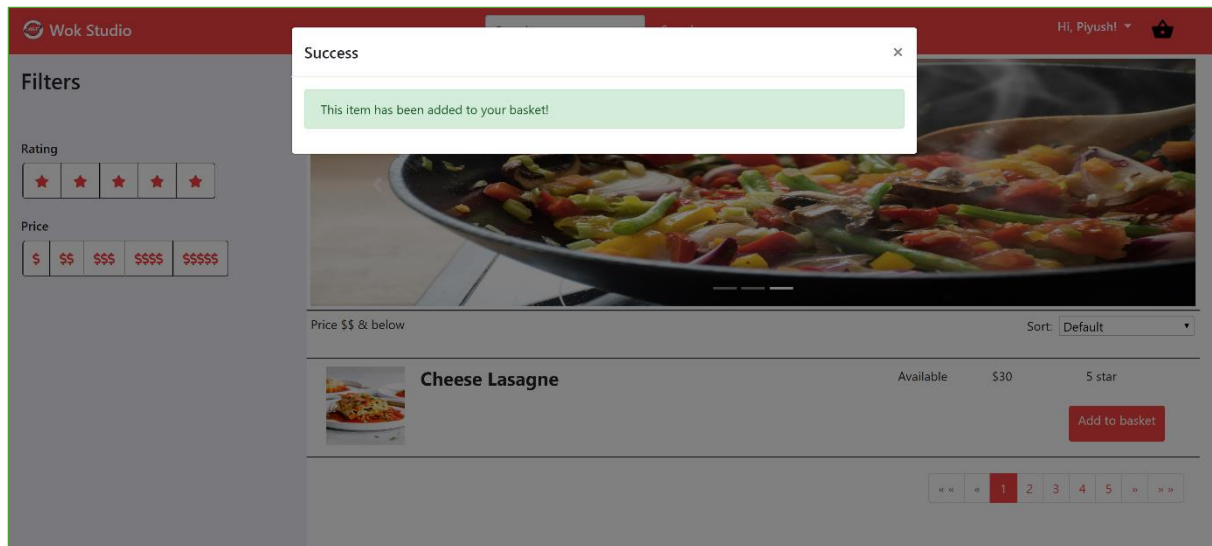 Wok Studio
Hi, Piyush!
Success
×
This item has been added to your basket!
Filters
Rating
Price
$ $$ $$$ $$$$ $$$$$
Price $$ & below
Sort: Default
Cheese Lasagne
Available $30 5 star
Add to basket
«« « 1 2 3 4 5 » »»